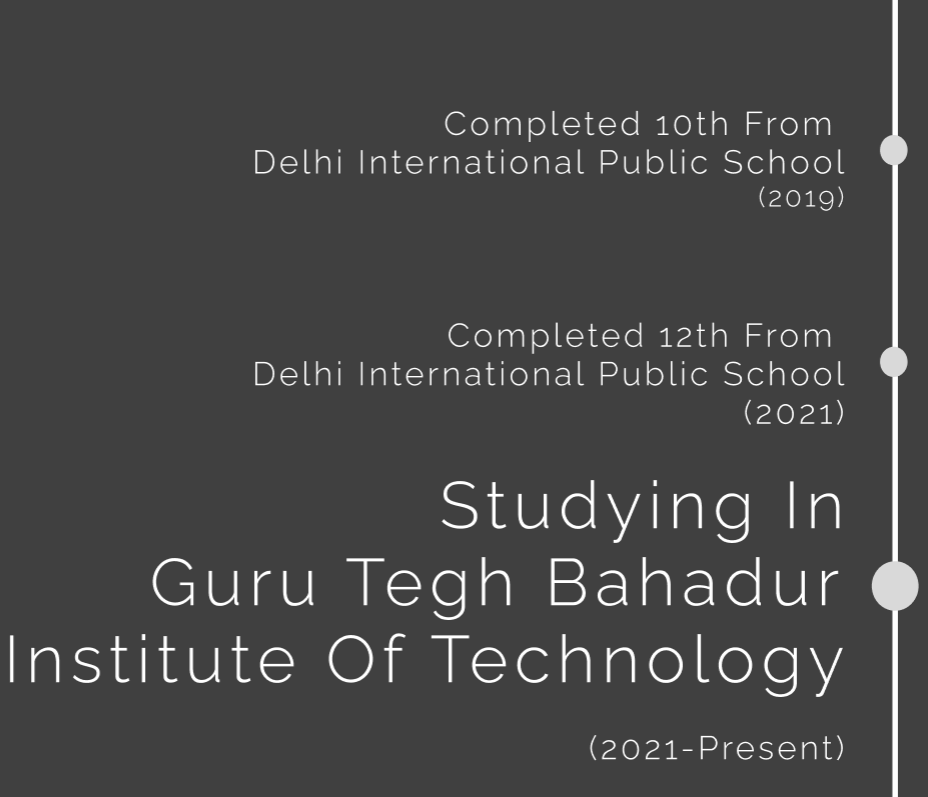 Completed 10th From
Delhi International Public School
(2019)
Completed 12th From
Delhi International Public School
(2021)
Studying In
Guru Tegh Bahadur
Institute Of Technology
(2021-Present)